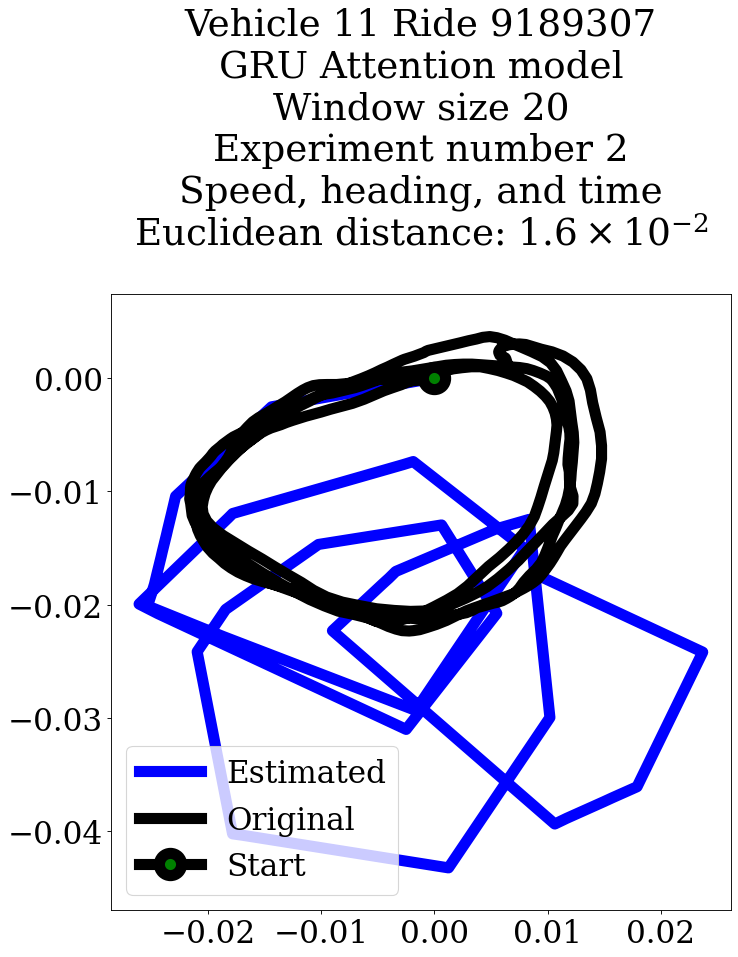 Vehicle 11 Ride 9189307
GRU Attention model
Window size 20
Experiment number 2
Speed, heading, and time
Euclidean distance: 1.6 × 10⁻²
0.00
−0.01
−0.02
−0.03
−0.04
Estimated
Original
Start
−0.02 −0.01 0.00 0.01 0.02